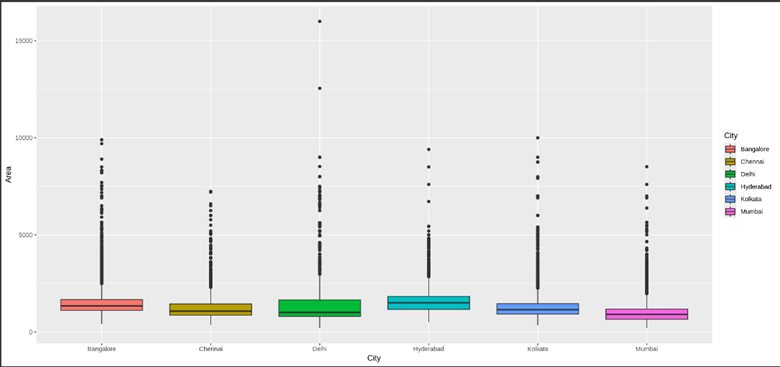 15000
10000
5000
0
Area
Bangalore
Chennai
Delhi
Hyderabad
Kolkata
Mumbai
City
City
Bangalore
Chennai
Delhi
Hyderabad
Kolkata
Mumbai